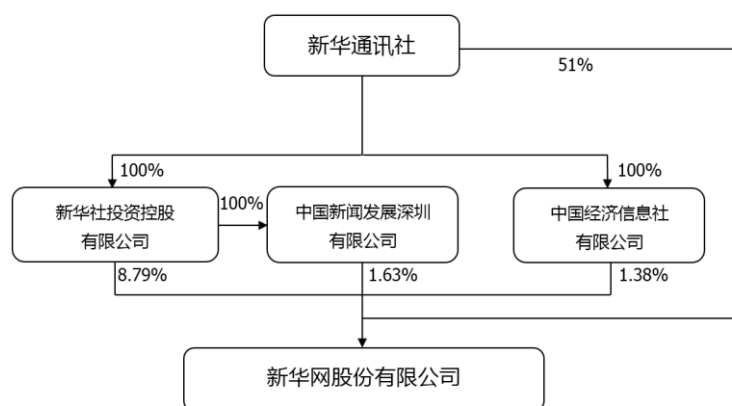 新华通讯社
51%
100%
100%
新华社投资控股
有限公司
100%
中国新闻发展深圳
有限公司
中国经济信息社
有限公司
8.79%
1.63%
1.38%
新华网股份有限公司